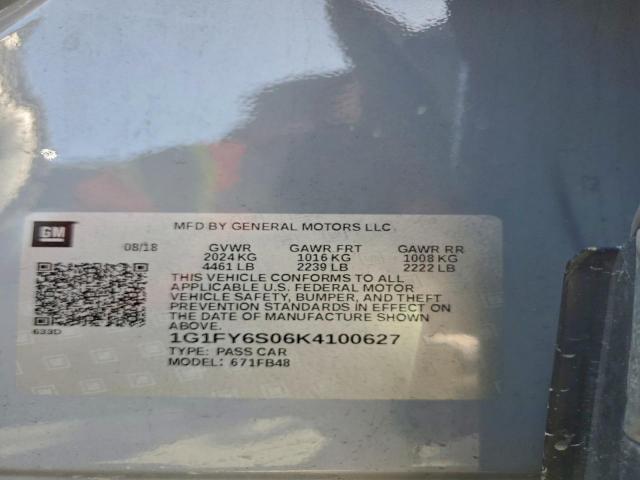 GM
MFD BY GENERAL MOTORS LLC
08/18 GVWR GAWR FRT GAWR RR
2024 KG 1016 KG 1008 KG
4461 LB 2239 LB 2222 LB
THIS VEHICLE CONFORMS TO ALL
APPLICABLE U.S. FEDERAL MOTOR
VEHICLE SAFETY, BUMPER, AND THEFT
PREVENTION STANDARDS IN EFFECT ON
THE DATE OF MANUFACTURE SHOWN
ABOVE.
633D
1G1FY6S06K4100627
TYPE: PASS CAR
MODEL: 671FB48